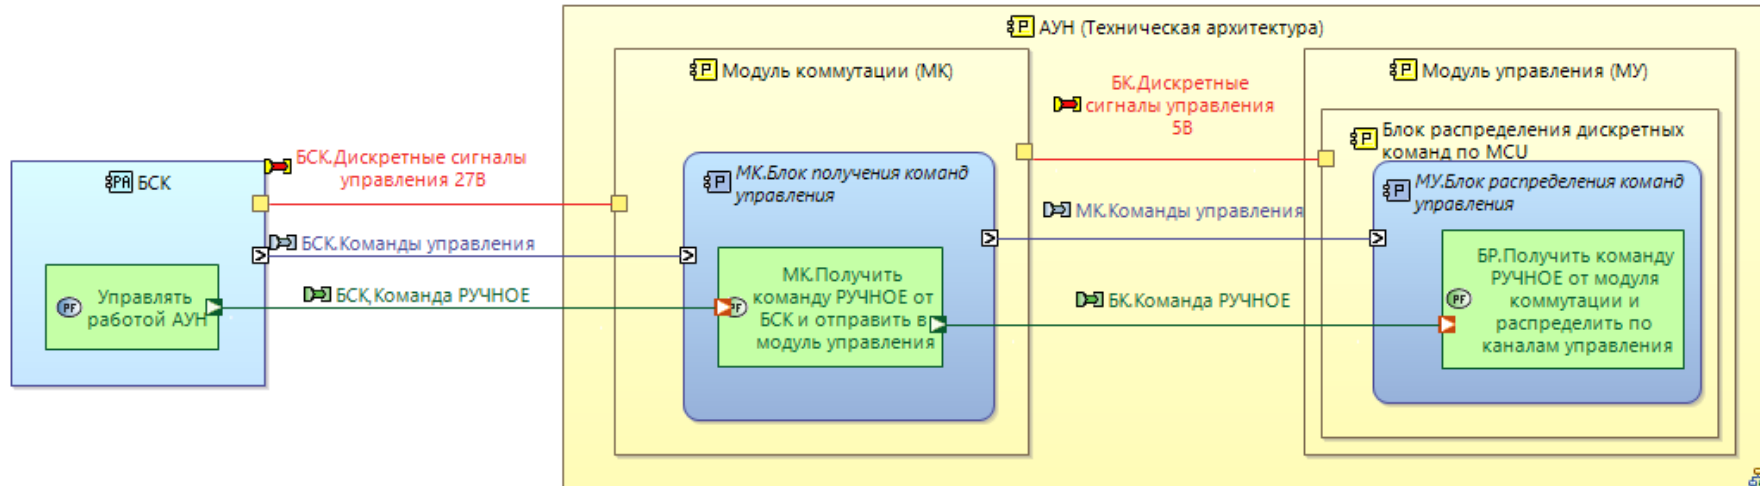 АУН (Техническая архитектура)
Модуль коммутации (МК)
Модуль управления (МУ)
БК.Дискретные
сигналы управления
5В
Блок распределения дискретных
команд по MCU
БСК.Дискретные сигналы
управления 27В
БСК
МК.Блок получения команд
управления
МУ.Блок распределения команд
управления
МК.Команды управления
БСК.Команды управления
Управлять
работой АУН
БСК.Команда РУЧНОЕ
МК.Получить
команду РУЧНОЕ от
БСК и отправить в
модуль управления
БК.Команда РУЧНОЕ
БР.Получить команду
РУЧНОЕ от модуля
коммутации и
распределить по
каналам управления